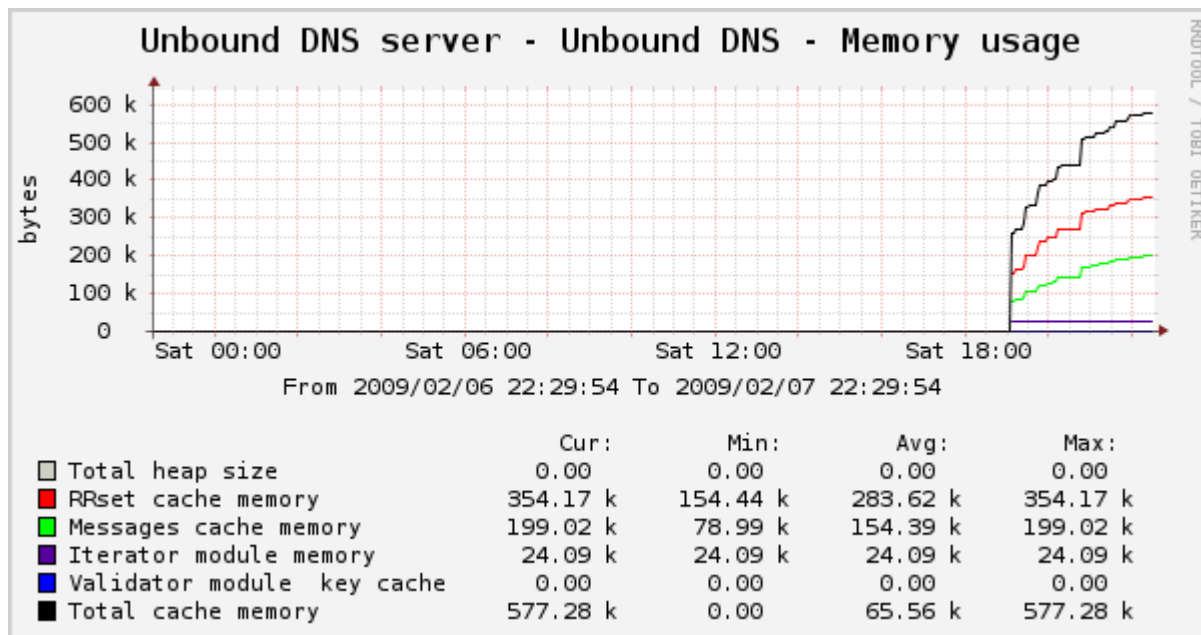 Unbound DNS server - Unbound DNS - Memory usage
RRDTOOL / TOBI OETIKER
bytes
600 k
500 k
400 k
300 k
200 k
100 k
0
Sat 00:00 Sat 06:00 Sat 12:00 Sat 18:00
From 2009/02/06 22:29:54 To 2009/02/07 22:29:54
Cur: Min: Avg: Max:
Total heap size 0.00 0.00 0.00 0.00
RRset cache memory 354.17 k 154.44 k 283.62 k 354.17 k
Messages cache memory 199.02 k 78.99 k 154.39 k 199.02 k
Iterator module memory 24.09 k 24.09 k 24.09 k 24.09 k
Validator module  key cache 0.00 0.00 0.00 0.00
Total cache memory 577.28 k 0.00 65.56 k 577.28 k